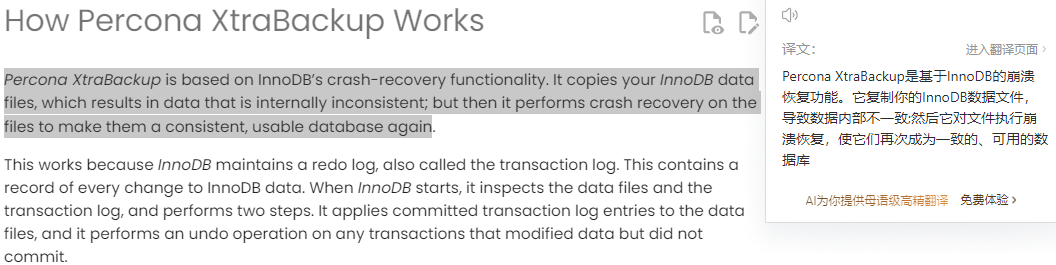 How Percona XtraBackup Works
Percona XtraBackup is based on InnoDB’s crash-recovery functionality. It copies your InnoDB data
files, which results in data that is internally inconsistent; but then it performs crash recovery on the
files to make them a consistent, usable database again.
This works because InnoDB maintains a redo log, also called the transaction log. This contains a
record of every change to InnoDB data. When InnoDB starts, it inspects the data files and the
transaction log, and performs two steps. It applies committed transaction log entries to the data
files, and it performs an undo operation on any transactions that modified data but did not
commit.
译文:
进入翻译页面 >
Percona XtraBackup是基于InnoDB的崩溃
恢复功能。它复制你的InnoDB数据文件，
导致数据内部不一致;然后它对文件执行崩
溃恢复，使它们再次成为一致的、可用的数
据库
AI为你提供母语级高精翻译 免费体验 >